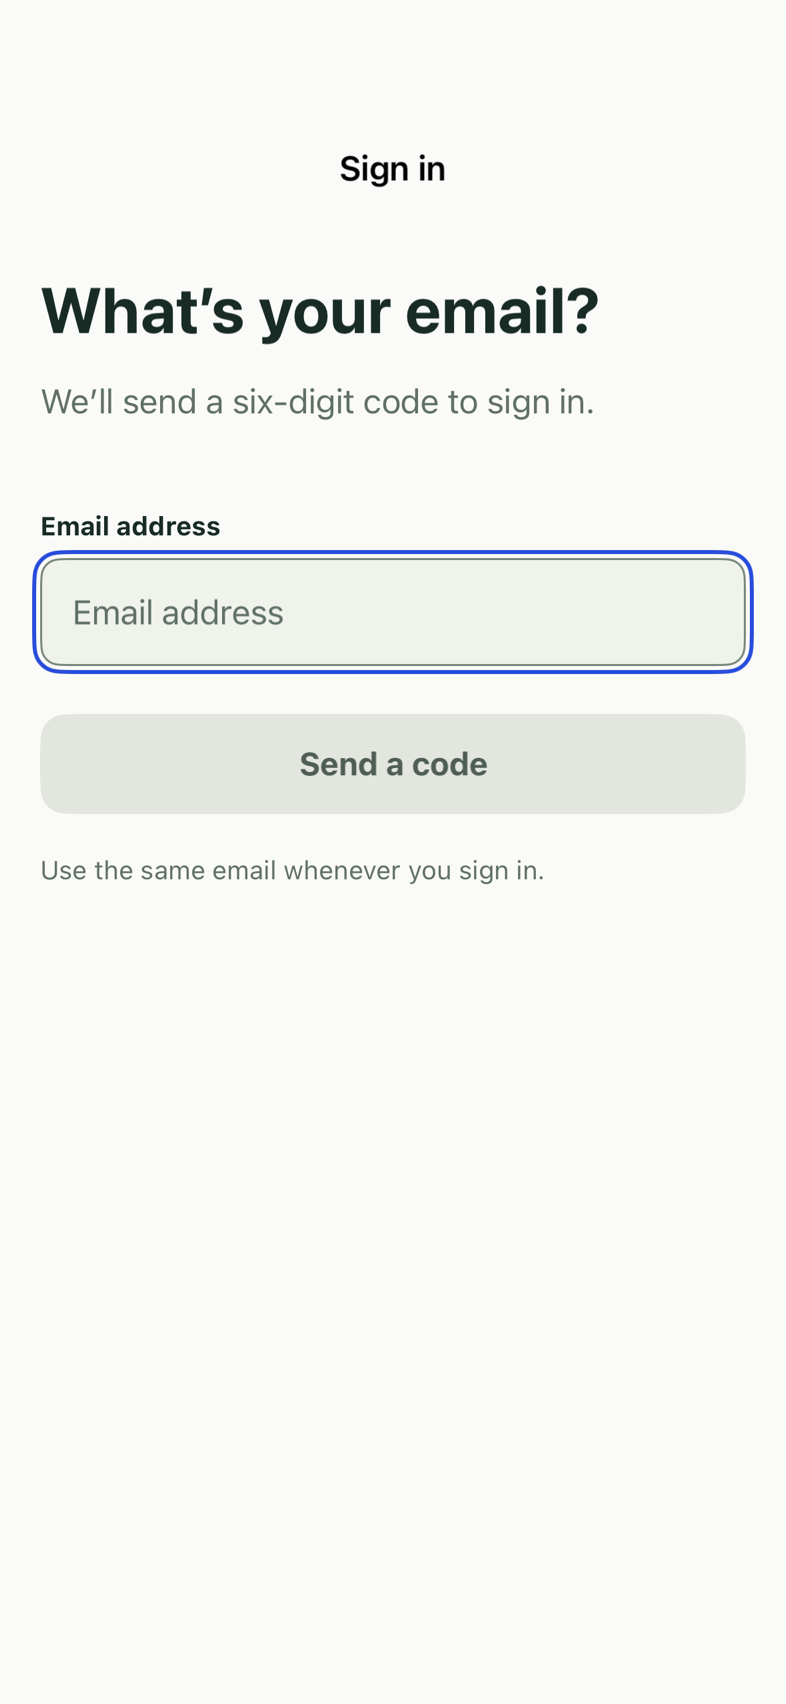 Sign in
What’s your email?
We’ll send a six-digit code to sign in.
Email address
Email address
Send a code
Use the same email whenever you sign in.